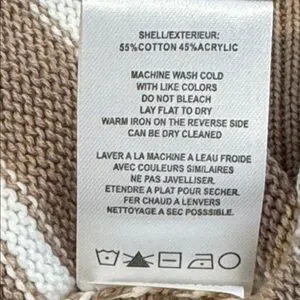 SHELL/EXTERIEUR:
55%COTTON 45%ACRYLIC
MACHINE WASH COLD
WITH LIKE COLORS
DO NOT BLEACH
LAY FLAT TO DRY
WARM IRON ON THE REVERSE SIDE
CAN BE DRY CLEANED
LAVER A LA MACHINE A LEAU FROIDE
AVEC COULEURS SIMILAIRES
NE PAS JAVELLISER.
ETENDRE A PLAT POUR SECHER.
FER CHAUD A LENVERS
NETTOYAGE A SEC POSSSIBLE.